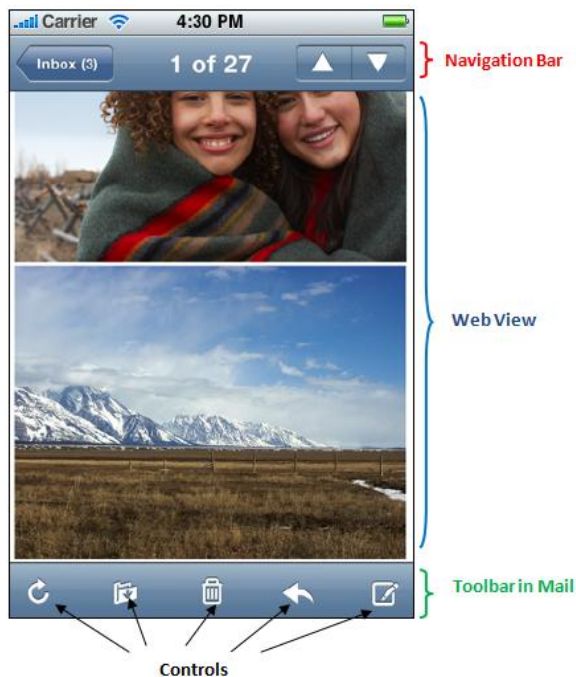 Carrier 4:30 PM
Inbox (3) 1 of 27
Navigation Bar
Web View
Toolbar in Mail
Controls